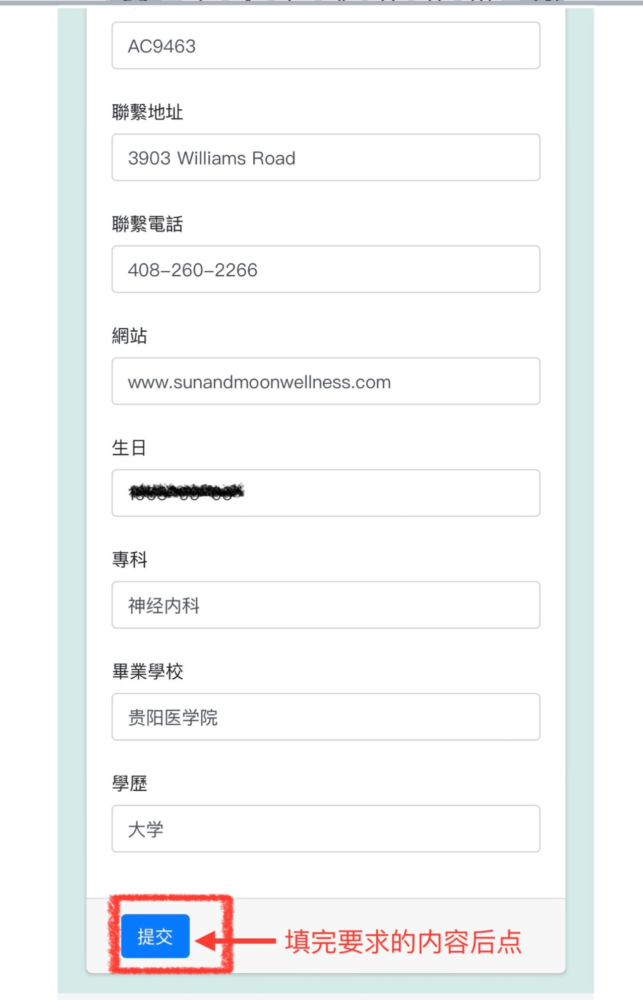 AC9463
聯繫地址
3903 Williams Road
聯繫電話
408-260-2266
網站
www.sunandmoonwellness.com
生日
專科
神经内科
畢業學校
贵阳医学院
學歷
大学
提交
填完要求的内容后点